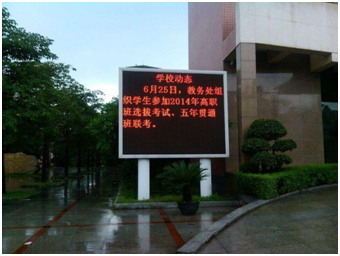 学校动态
6月25日，教务处组
织学生参加2014年高职
班选拔考试、五年贯通
班联考。